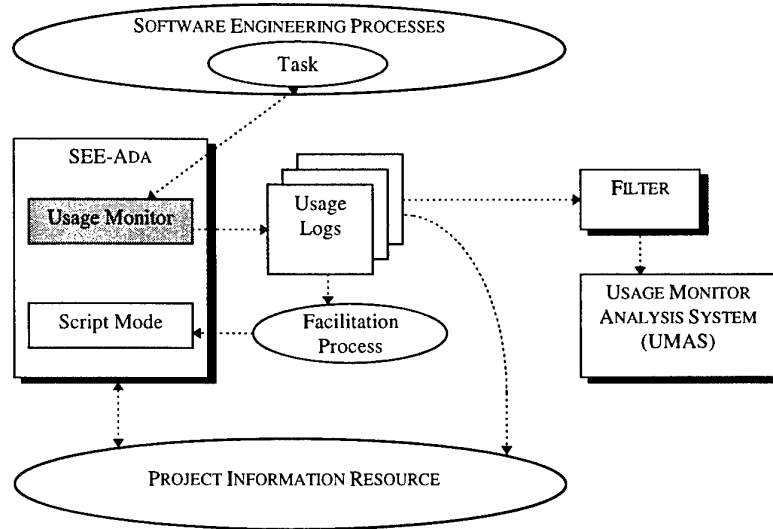 SOFTWARE ENGINEERING PROCESSES
Task
SEE-ADA
Usage Monitor
Usage
Logs
FILTER
Script Mode
Facilitation
Process
USAGE MONITOR
ANALYSIS SYSTEM
(UMAS)
PROJECT INFORMATION RESOURCE